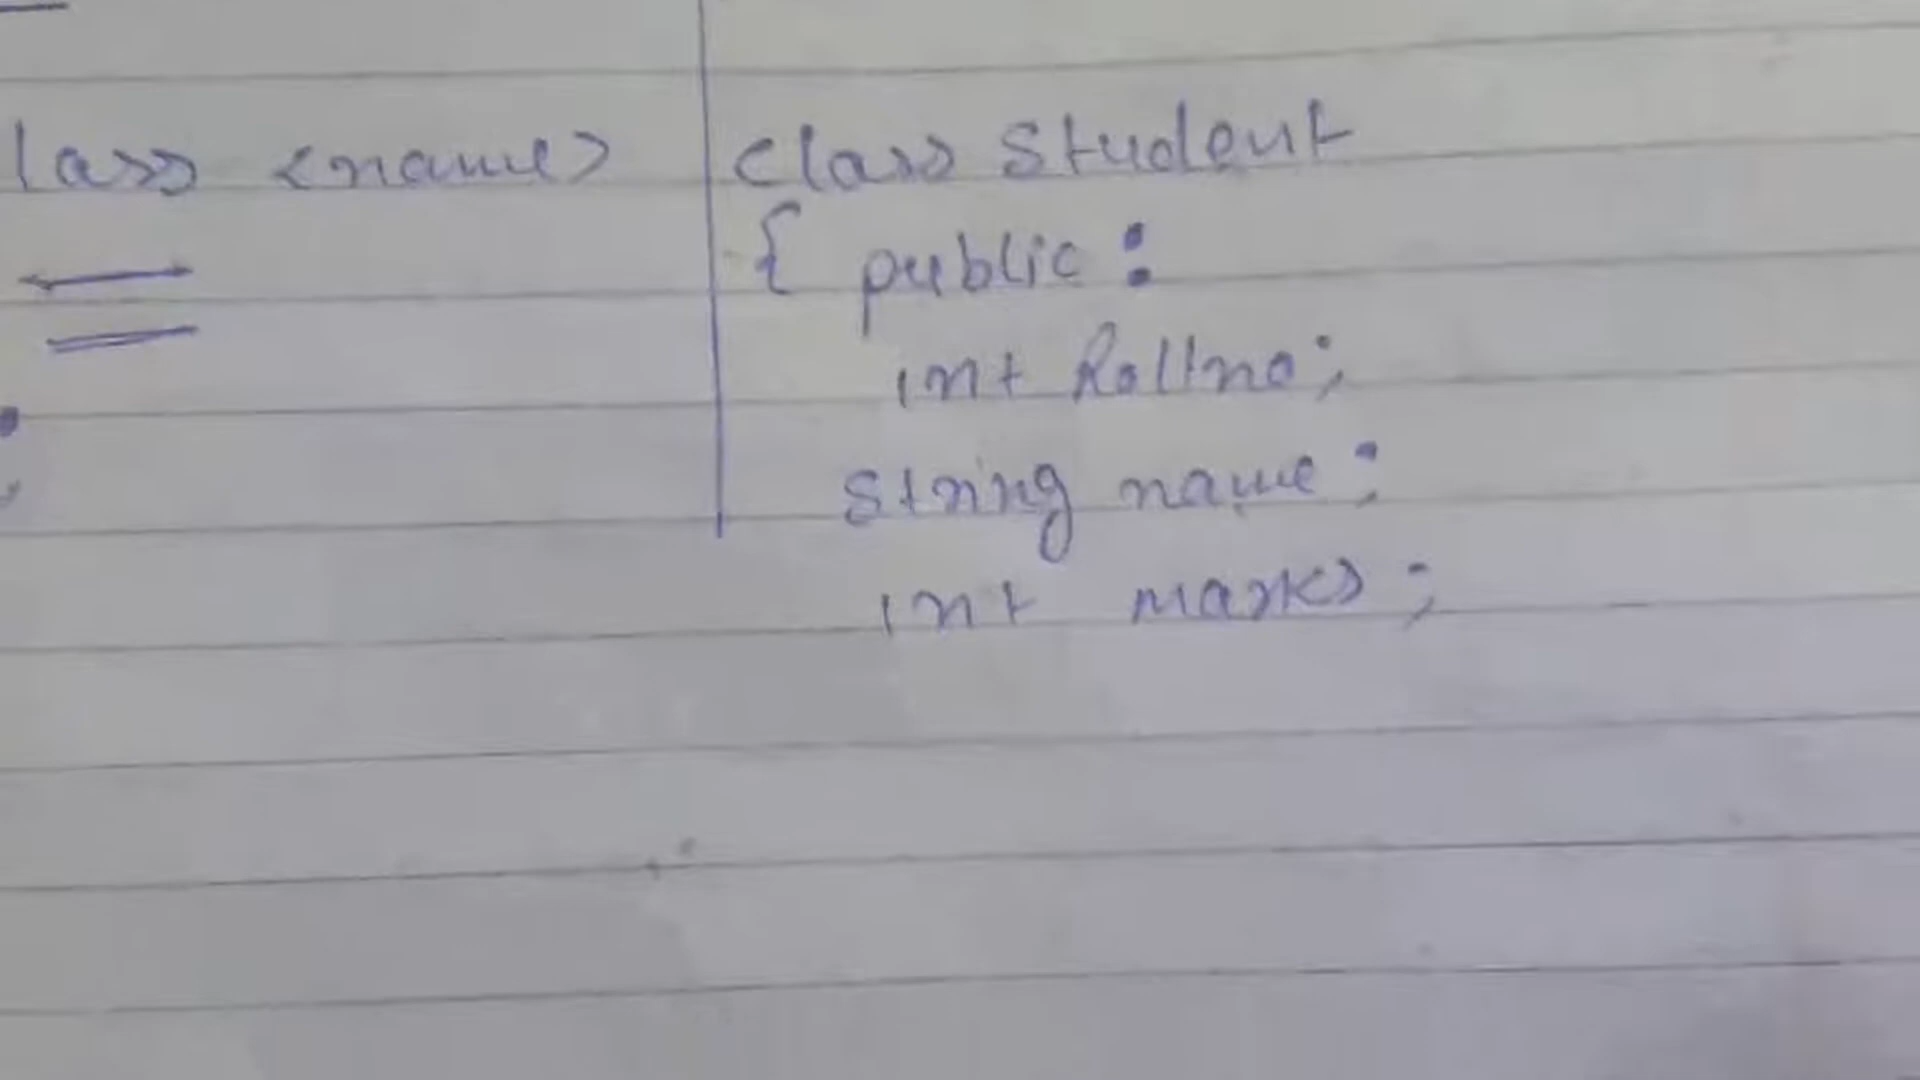 lass <name>
;
class Student
{ public :
int Rollno;
string name;
int marks;